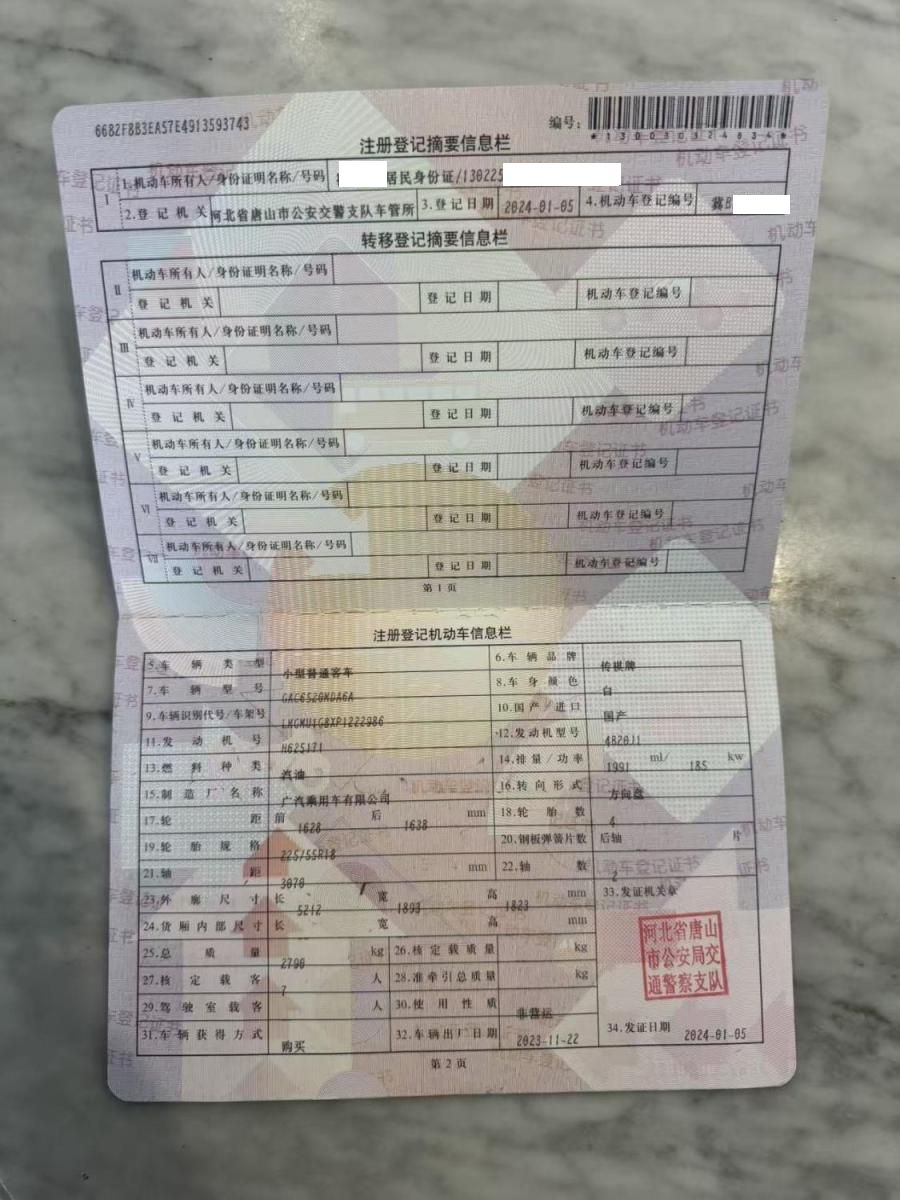 6682F8B3EA57E4913593743
编号:
*130030324834*
注册登记摘要信息栏
Ⅰ 1.机动车所有人/身份证明名称/号码 居民身份证/130225
2.登记机关 河北省唐山市公安交警支队车管所 3.登记日期 2024-01-05 4.机动车登记编号 冀B
转移登记摘要信息栏
Ⅱ 机动车所有人/身份证明名称/号码
登记机关 登记日期 机动车登记编号
Ⅲ 机动车所有人/身份证明名称/号码
登记机关 登记日期 机动车登记编号
Ⅳ 机动车所有人/身份证明名称/号码
登记机关 登记日期 机动车登记编号
Ⅴ 机动车所有人/身份证明名称/号码
登记机关 登记日期 机动车登记编号
Ⅵ 机动车所有人/身份证明名称/号码
登记机关 登记日期 机动车登记编号
Ⅶ 机动车所有人/身份证明名称/号码
登记机关 登记日期 机动车登记编号
第1页
注册登记机动车信息栏
5.车辆类型 小型普通客车 6.车辆品牌 传祺牌
7.车辆型号 GAC6520KDA6A 8.车身颜色 白
9.车辆识别代号/车架号 LNGMU1GBXP1222986 10.国产/进口 国产
11.发动机号 H625171 12.发动机型号 4B20J1
13.燃料种类 汽油 14.排量/功率 1991 ml/ 185 kw
15.制造厂名称 广汽乘用车有限公司 16.转向形式 方向盘
17.轮距 前 1628 后 1638 mm 18.轮胎数 4
19.轮胎规格 225/55R18 20.钢板弹簧片数 后轴 片
21.轴距 3070 mm 22.轴数 2
23.外廓尺寸 长 5212 宽 1893 高 1823 mm 33.发证机关章
24.货厢内部尺寸 长 宽 高 mm
25.总质量 2790 kg 26.核定载质量 kg
27.核定载客 7 人 28.准牵引总质量 kg
29.驾驶室载客 人 30.使用性质 非营运
31.车辆获得方式 购买 32.车辆出厂日期 2023-11-22 34.发证日期 2024-01-05
河北省唐山
市公安局交
通警察支队
第2页